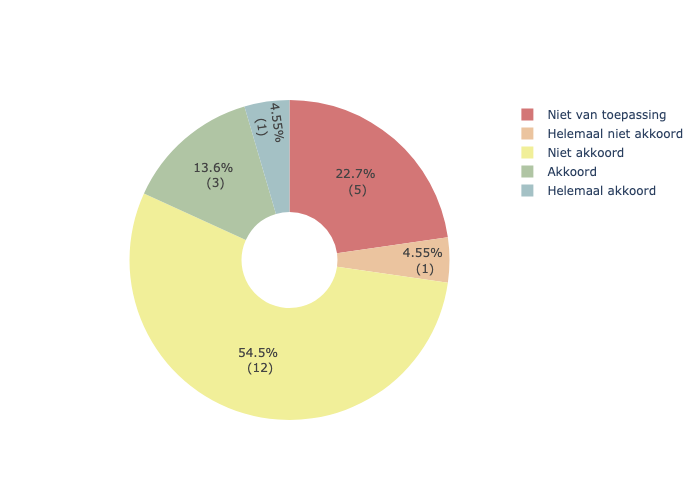 4.55%
(1)
22.7%
(5)
13.6%
(3)
4.55%
(1)
54.5%
(12)
Niet van toepassing
Helemaal niet akkoord
Niet akkoord
Akkoord
Helemaal akkoord